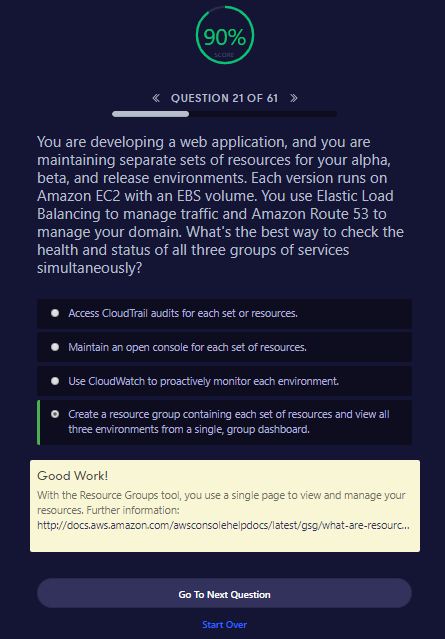 90%
SCORE
« QUESTION 21 OF 61 »
You are developing a web application, and you are
maintaining separate sets of resources for your alpha,
beta, and release environments. Each version runs on
Amazon EC2 with an EBS volume. You use Elastic Load
Balancing to manage traffic and Amazon Route 53 to
manage your domain. What's the best way to check the
health and status of all three groups of services
simultaneously?
Access CloudTrail audits for each set or resources.
Maintain an open console for each set of resources.
Use CloudWatch to proactively monitor each environment.
Create a resource group containing each set of resources and view all
three environments from a single, group dashboard.
Good Work!
With the Resource Groups tool, you use a single page to view and manage your
resources. Further information:
http://docs.aws.amazon.com/awsconsolehelpdocs/latest/gsg/what-are-resourc...
Go To Next Question
Start Over